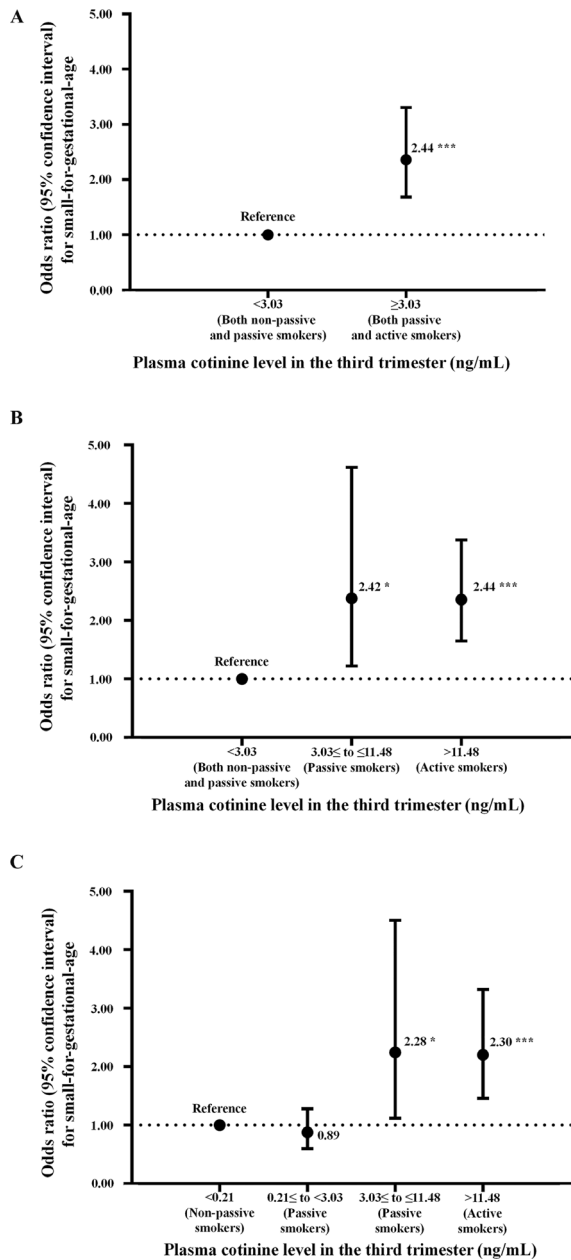 A
Odds ratio (95% confidence interval)
for small-for-gestational-age
5.00
4.00
3.00
2.00
1.00
0.00
Reference
2.44 ***
<3.03
(Both non-passive
and passive smokers)
≥3.03
(Both passive
and active smokers)
Plasma cotinine level in the third trimester (ng/mL)
B
Odds ratio (95% confidence interval)
for small-for-gestational-age
5.00
4.00
3.00
2.00
1.00
0.00
Reference
2.42 *
2.44 ***
<3.03
(Both non-passive
and passive smokers)
3.03≤ to ≤11.48
(Passive smokers)
>11.48
(Active smokers)
Plasma cotinine level in the third trimester (ng/mL)
C
Odds ratio (95% confidence interval)
for small-for-gestational-age
5.00
4.00
3.00
2.00
1.00
0.00
Reference
0.89
2.28 *
2.30 ***
<0.21
(Non-passive
smokers)
0.21≤ to <3.03
(Passive
smokers)
3.03≤ to ≤11.48
(Passive
smokers)
>11.48
(Active
smokers)
Plasma cotinine level in the third trimester (ng/mL)